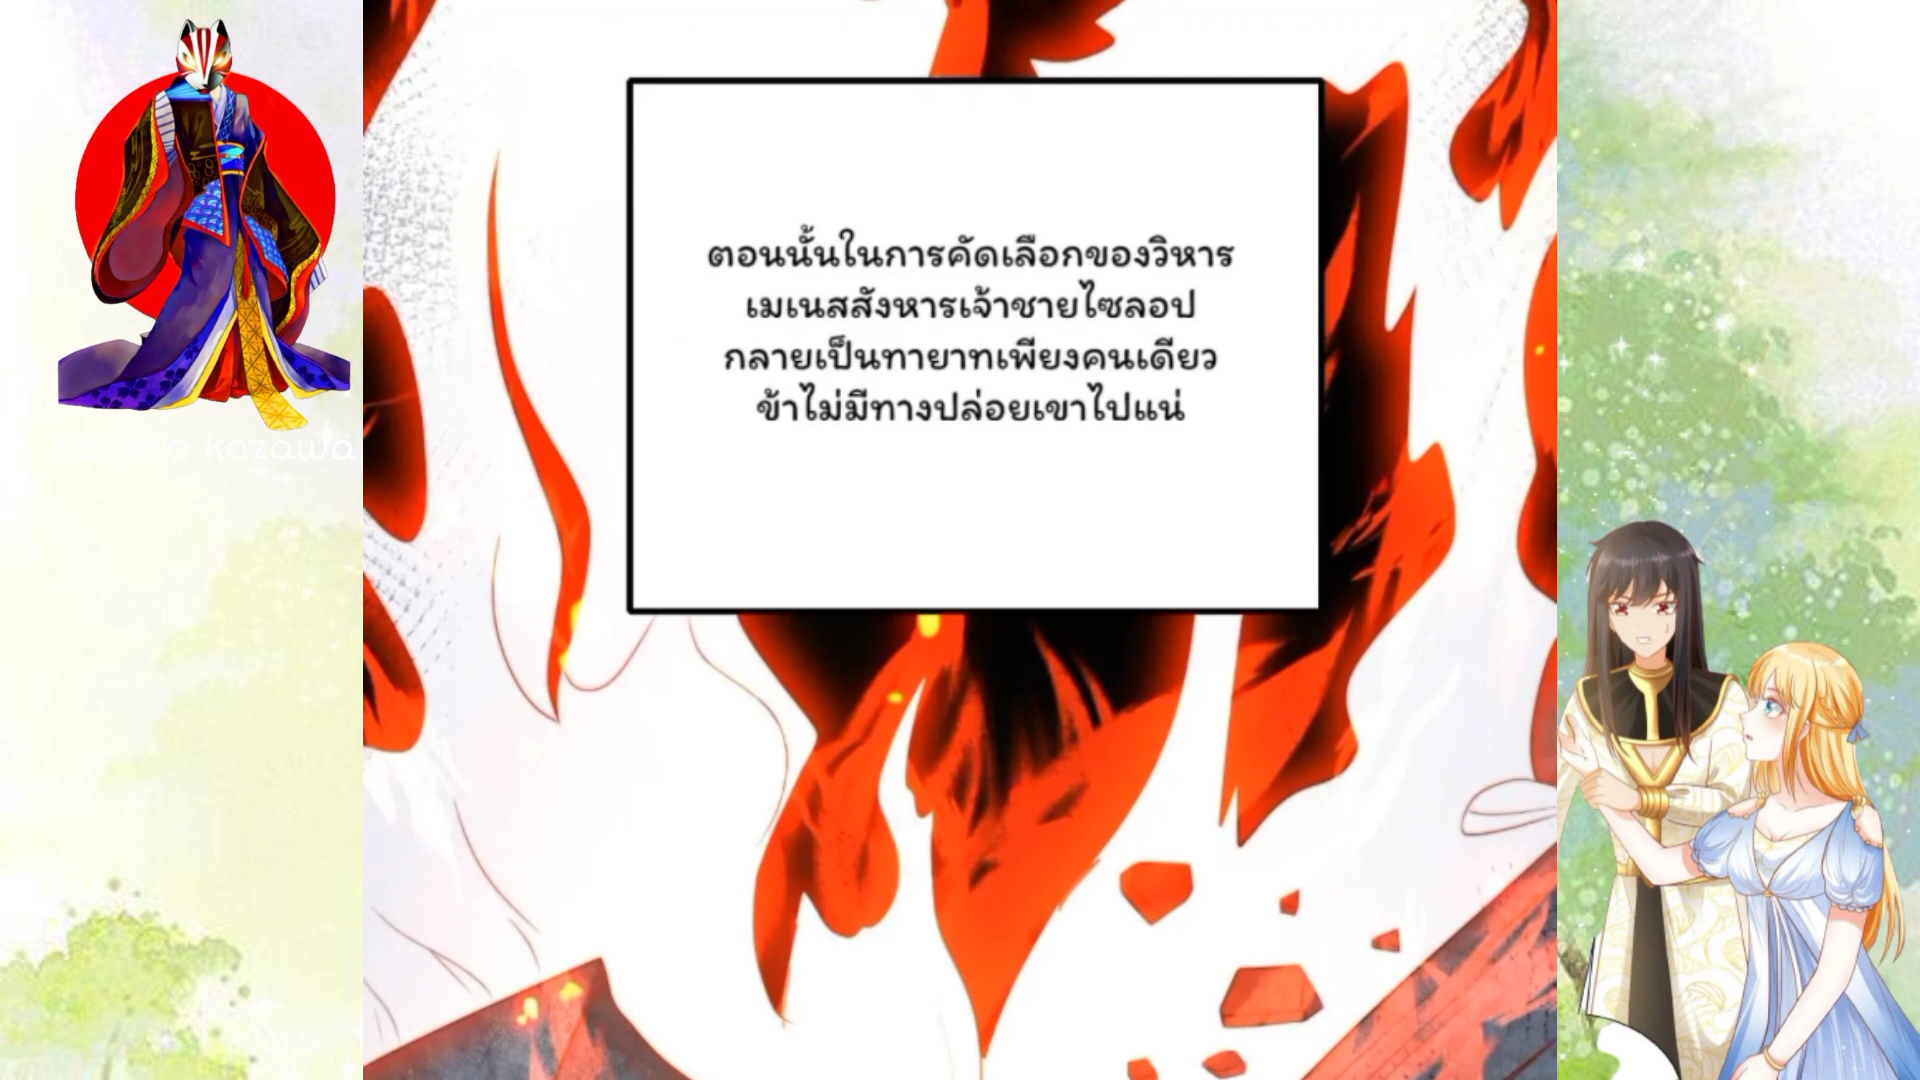 Kenjiro Kozawa
ตอนนั้นในการคัดเลือกของวิหาร
เมเนสสังหารเจ้าชายไซลอป
กลายเป็นทายาทเพียงคนเดียว
ข้าไม่มีทางปล่อยเขาไปแน่